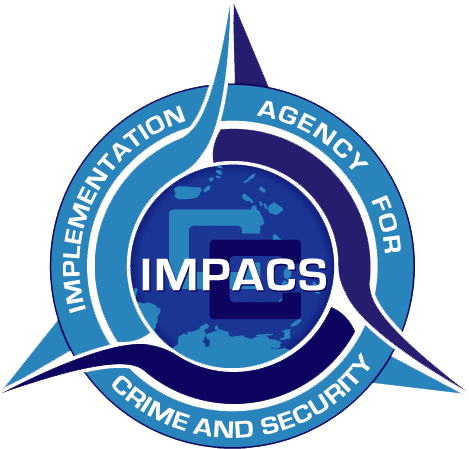 IMPLEMENTATION AGENCY FOR
CRIME AND SECURITY
IMPACS